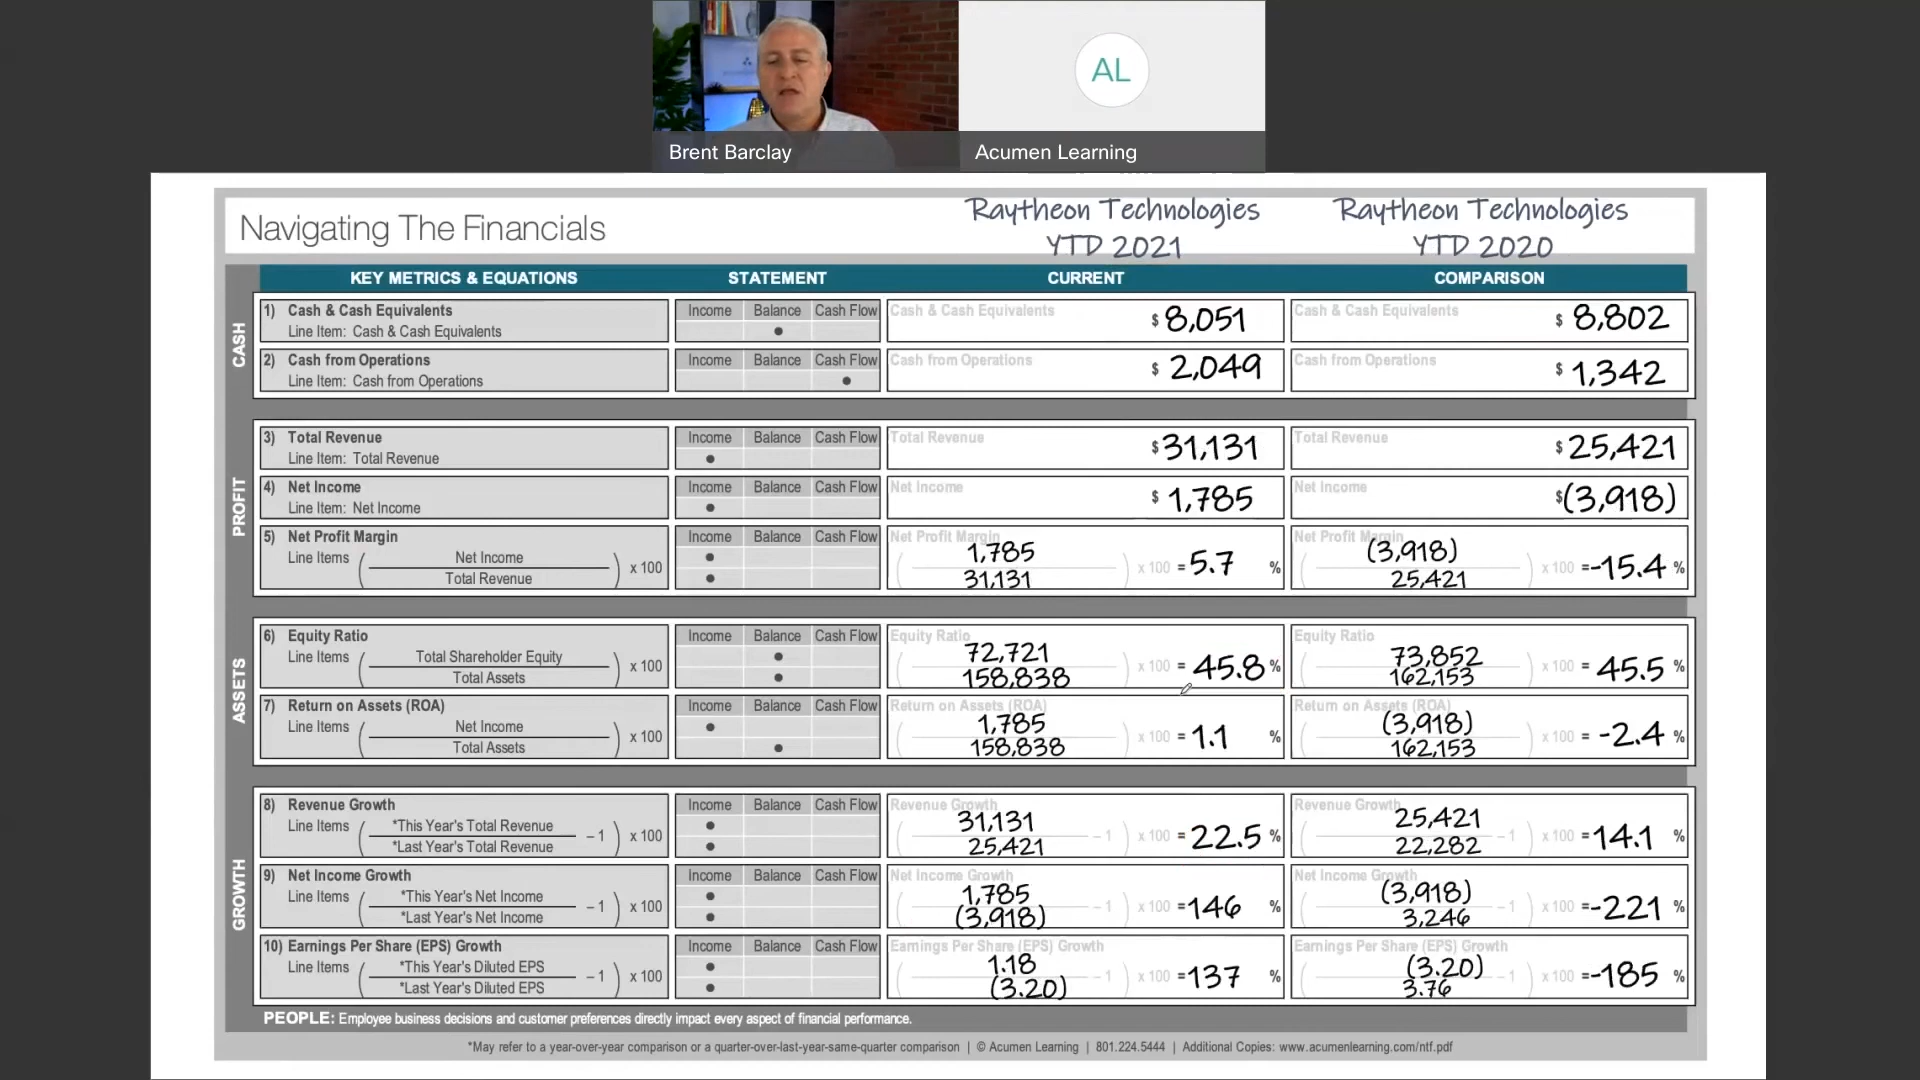 AL
Brent Barclay
Acumen Learning
Navigating The Financials
Raytheon Technologies
YTD 2021
Raytheon Technologies
YTD 2020
KEY METRICS & EQUATIONS STATEMENT CURRENT COMPARISON
CASH
1) Cash & Cash Equivalents
Line Item: Cash & Cash Equivalents
Income Balance Cash Flow
Cash & Cash Equivalents $ 8,051
Cash & Cash Equivalents $ 8,802
2) Cash from Operations
Line Item: Cash from Operations
Income Balance Cash Flow
Cash from Operations $ 2,049
Cash from Operations $ 1,342
PROFIT
3) Total Revenue
Line Item: Total Revenue
Income Balance Cash Flow
Total Revenue $ 31,131
Total Revenue $ 25,421
4) Net Income
Line Item: Net Income
Income Balance Cash Flow
Net Income $ 1,785
Net Income $ (3,918)
5) Net Profit Margin
Line Items ( Net Income
Total Revenue ) x 100
Income Balance Cash Flow
Net Profit Margin
( 1,785
31,131 ) x 100 = 5.7 %
Net Profit Margin
( (3,918)
25,421 ) x 100 = -15.4 %
ASSETS
6) Equity Ratio
Line Items ( Total Shareholder Equity
Total Assets ) x 100
Income Balance Cash Flow
Equity Ratio
( 72,721
158,838 ) x 100 = 45.8 %
Equity Ratio
( 73,852
162,153 ) x 100 = 45.5 %
7) Return on Assets (ROA)
Line Items ( Net Income
Total Assets ) x 100
Income Balance Cash Flow
Return on Assets (ROA)
( 1,785
158,838 ) x 100 = 1.1 %
Return on Assets (ROA)
( (3,918)
162,153 ) x 100 = -2.4 %
GROWTH
8) Revenue Growth
Line Items ( *This Year's Total Revenue
*Last Year's Total Revenue – 1 ) x 100
Income Balance Cash Flow
Revenue Growth
( 31,131
25,421 – 1 ) x 100 = 22.5 %
Revenue Growth
( 25,421
22,282 – 1 ) x 100 = 14.1 %
9) Net Income Growth
Line Items ( *This Year's Net Income
*Last Year's Net Income – 1 ) x 100
Income Balance Cash Flow
Net Income Growth
( 1,785
(3,918) – 1 ) x 100 = 146 %
Net Income Growth
( (3,918)
3,246 – 1 ) x 100 = -221 %
10) Earnings Per Share (EPS) Growth
Line Items ( *This Year's Diluted EPS
*Last Year's Diluted EPS – 1 ) x 100
Income Balance Cash Flow
Earnings Per Share (EPS) Growth
( 1.18
(3.20) – 1 ) x 100 = 137 %
Earnings Per Share (EPS) Growth
( (3.20)
3.76 – 1 ) x 100 = -185 %
PEOPLE: Employee business decisions and customer preferences directly impact every aspect of financial performance.
*May refer to a year-over-year comparison or a quarter-over-last-year-same-quarter comparison | © Acumen Learning | 801.224.5444 | Additional Copies: www.acumenlearning.com/ntf.pdf